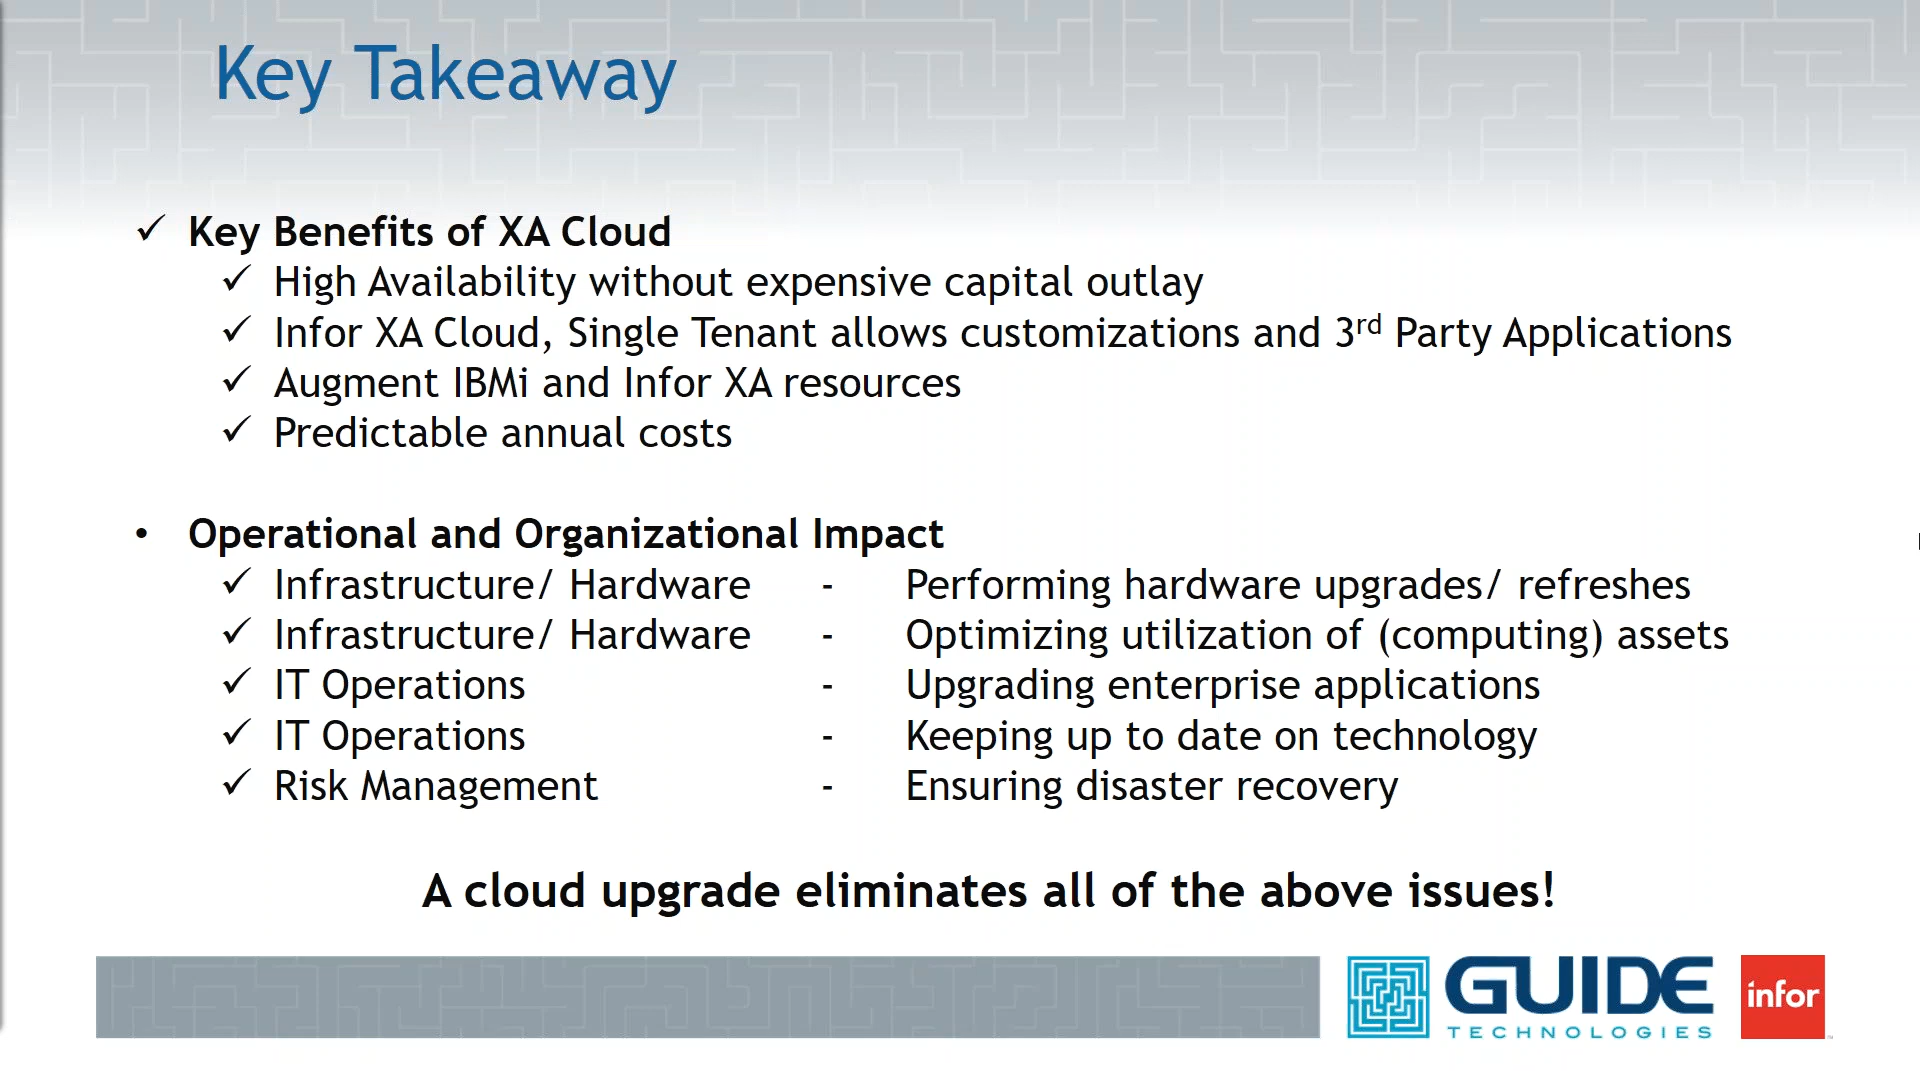 Key Takeaway
✓ Key Benefits of XA Cloud
✓ High Availability without expensive capital outlay
✓ Infor XA Cloud, Single Tenant allows customizations and 3rd Party Applications
✓ Augment IBMi and Infor XA resources
✓ Predictable annual costs
• Operational and Organizational Impact
✓ Infrastructure/ Hardware - Performing hardware upgrades/ refreshes
✓ Infrastructure/ Hardware - Optimizing utilization of (computing) assets
✓ IT Operations - Upgrading enterprise applications
✓ IT Operations - Keeping up to date on technology
✓ Risk Management - Ensuring disaster recovery
A cloud upgrade eliminates all of the above issues!
GUIDE
TECHNOLOGIES
infor